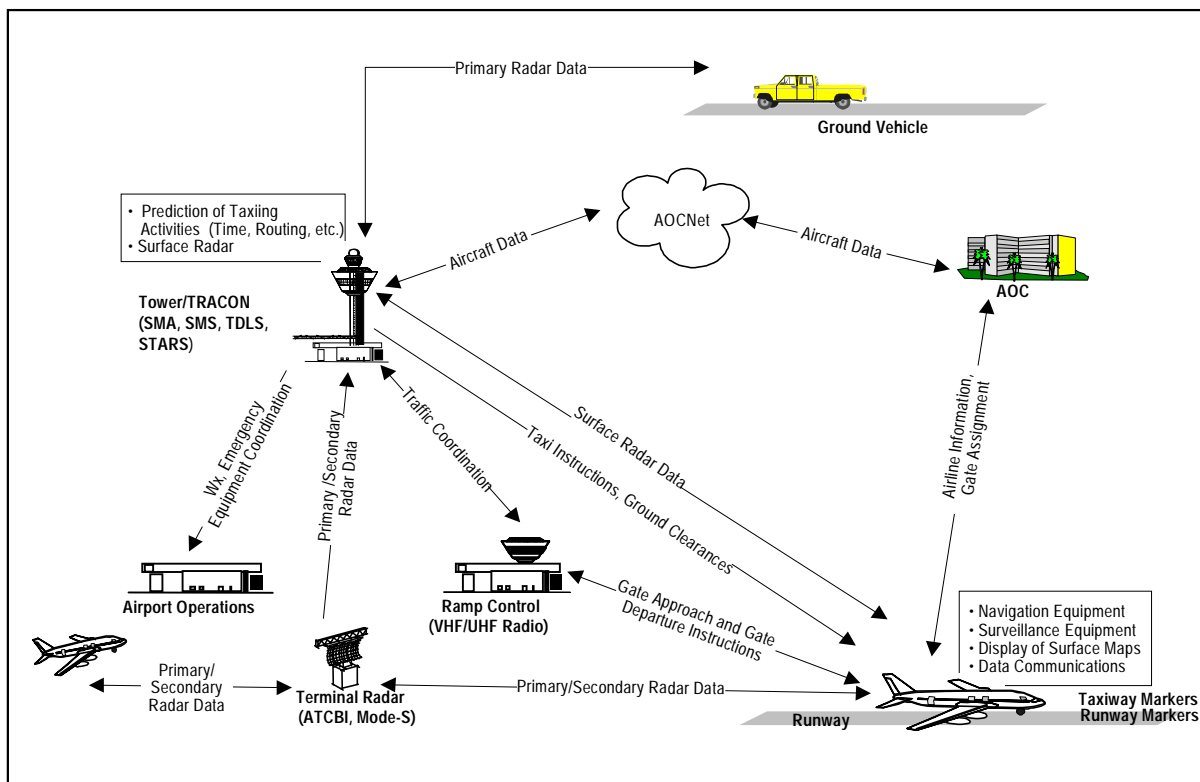 Primary Radar Data
Ground Vehicle
• Prediction of Taxiing
Activities (Time, Routing, etc.)
• Surface Radar
AOCNet
Aircraft Data
Aircraft Data
AOC
Tower/TRACON
(SMA, SMS, TDLS,
STARS)
Wx, Emergency
Equipment Coordination
Primary /Secondary
Radar Data
Traffic
Coordination
Surface Radar Data
Taxi Instructions, Ground Clearances
Airline Information,
Gate Assignment
Airport Operations
Ramp Control
(VHF/UHF Radio)
Gate Approach and Gate
Departure Instructions
• Navigation Equipment
• Surveillance Equipment
• Display of Surface Maps
• Data Communications
Primary/
Secondary
Radar Data
Terminal Radar
(ATCBI, Mode-S)
Primary/Secondary Radar Data
Runway
Taxiway Markers
Runway Markers